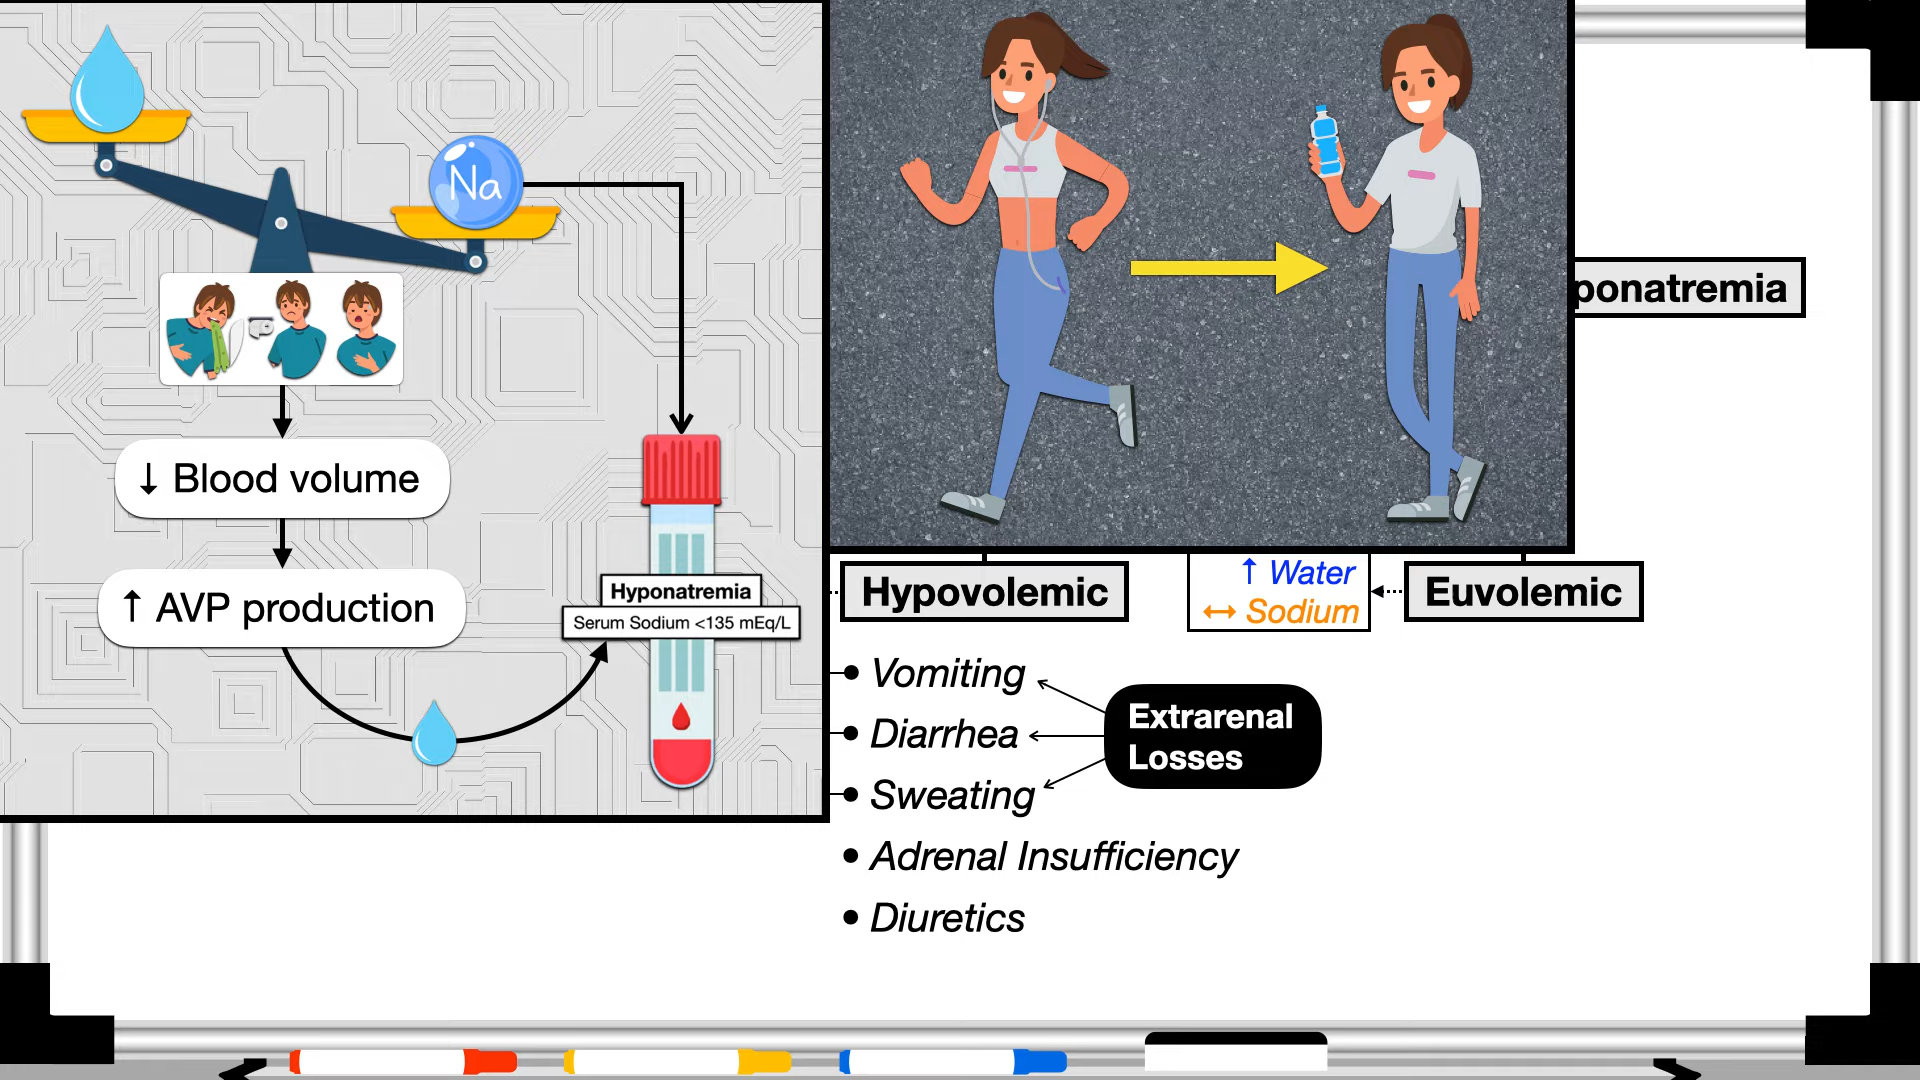 Na
↓ Blood volume
↑ AVP production
Hyponatremia
Serum Sodium <135 mEq/L
ponatremia
Hypovolemic
↑ Water
↔ Sodium
Euvolemic
• Vomiting
• Diarrhea
• Sweating
• Adrenal Insufficiency
• Diuretics
Extrarenal
Losses